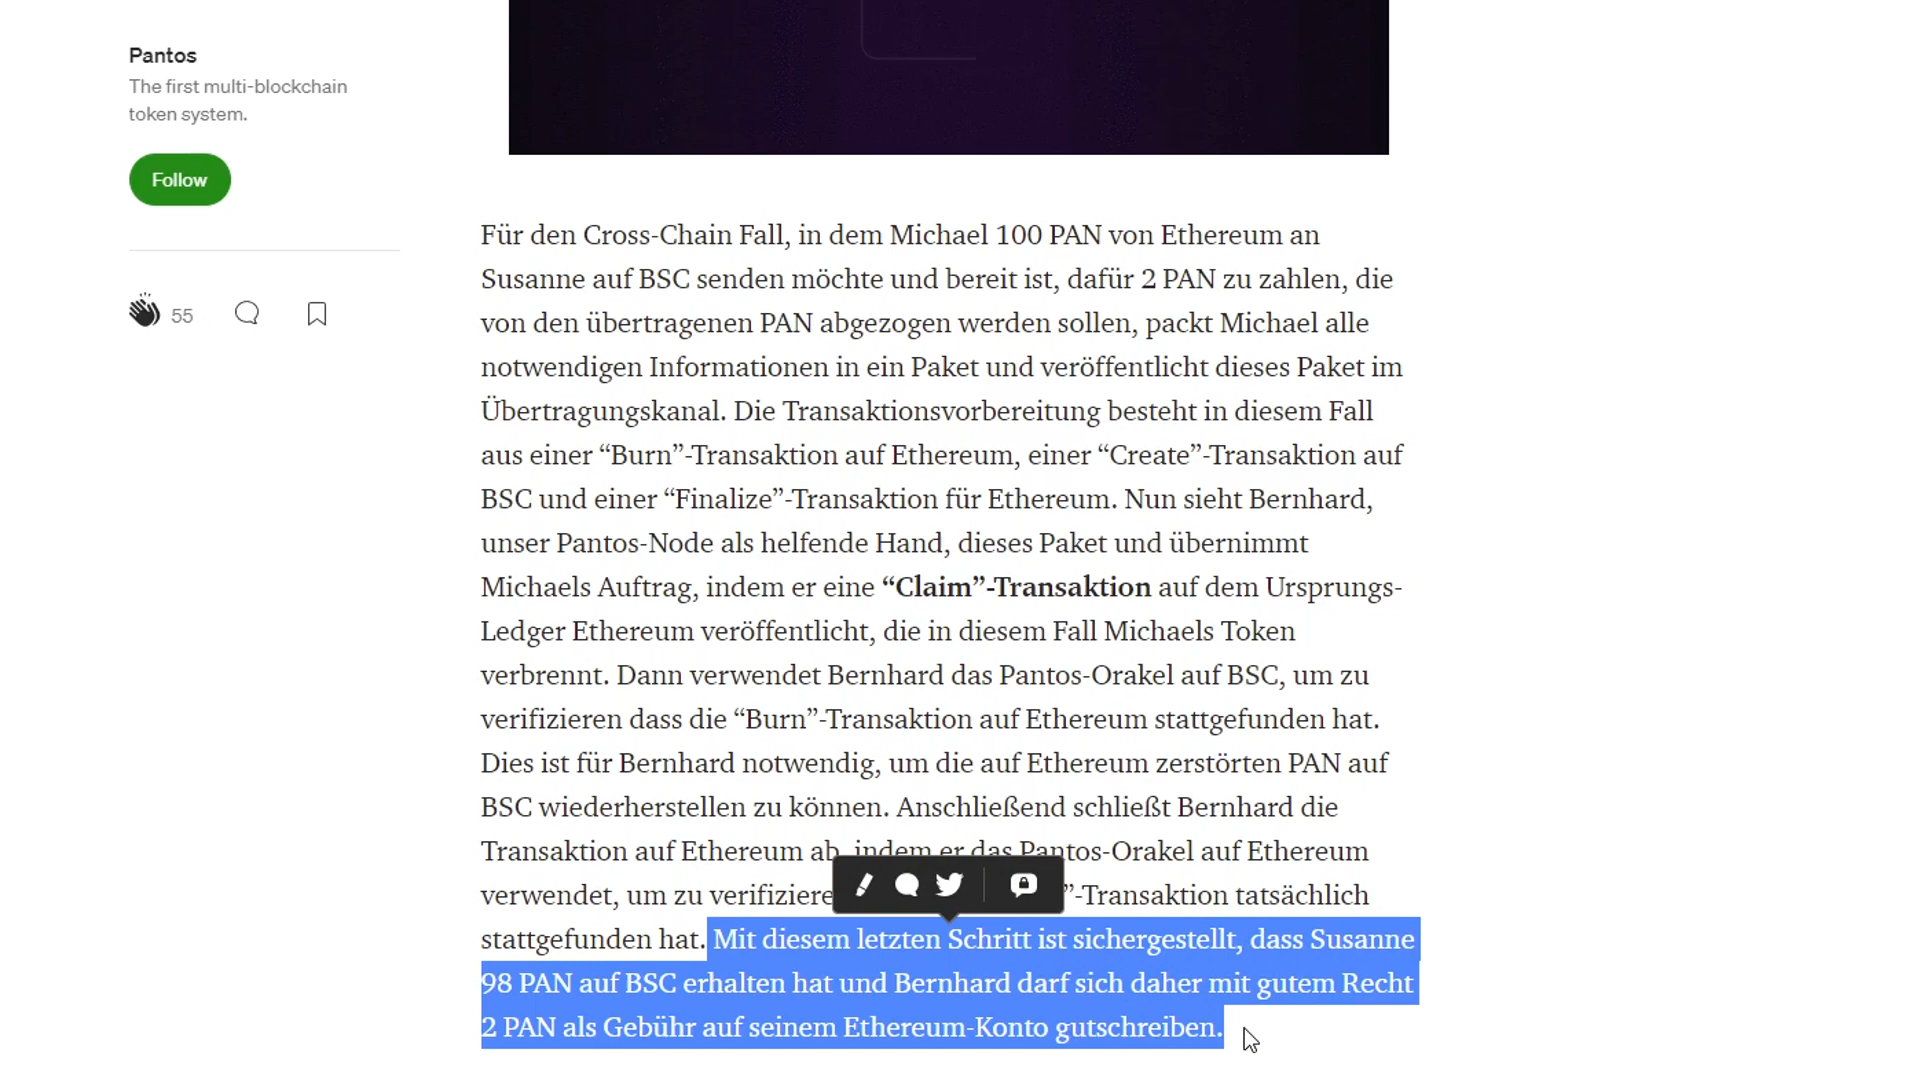 Pantos
The first multi-blockchain
token system.
Follow
55
Für den Cross-Chain Fall, in dem Michael 100 PAN von Ethereum an
Susanne auf BSC senden möchte und bereit ist, dafür 2 PAN zu zahlen, die
von den übertragenen PAN abgezogen werden sollen, packt Michael alle
notwendigen Informationen in ein Paket und veröffentlicht dieses Paket im
Übertragungskanal. Die Transaktionsvorbereitung besteht in diesem Fall
aus einer “Burn”-Transaktion auf Ethereum, einer “Create”-Transaktion auf
BSC und einer “Finalize”-Transaktion für Ethereum. Nun sieht Bernhard,
unser Pantos-Node als helfende Hand, dieses Paket und übernimmt
Michaels Auftrag, indem er eine “Claim”-Transaktion auf dem Ursprungs-
Ledger Ethereum veröffentlicht, die in diesem Fall Michaels Token
verbrennt. Dann verwendet Bernhard das Pantos-Orakel auf BSC, um zu
verifizieren dass die “Burn”-Transaktion auf Ethereum stattgefunden hat.
Dies ist für Bernhard notwendig, um die auf Ethereum zerstörten PAN auf
BSC wiederherstellen zu können. Anschließend schließt Bernhard die
Transaktion auf Ethereum ab, indem er das Pantos-Orakel auf Ethereum
verwendet, um zu verifiziere ”-Transaktion tatsächlich
stattgefunden hat. Mit diesem letzten Schritt ist sichergestellt, dass Susanne
98 PAN auf BSC erhalten hat und Bernhard darf sich daher mit gutem Recht
2 PAN als Gebühr auf seinem Ethereum-Konto gutschreiben.